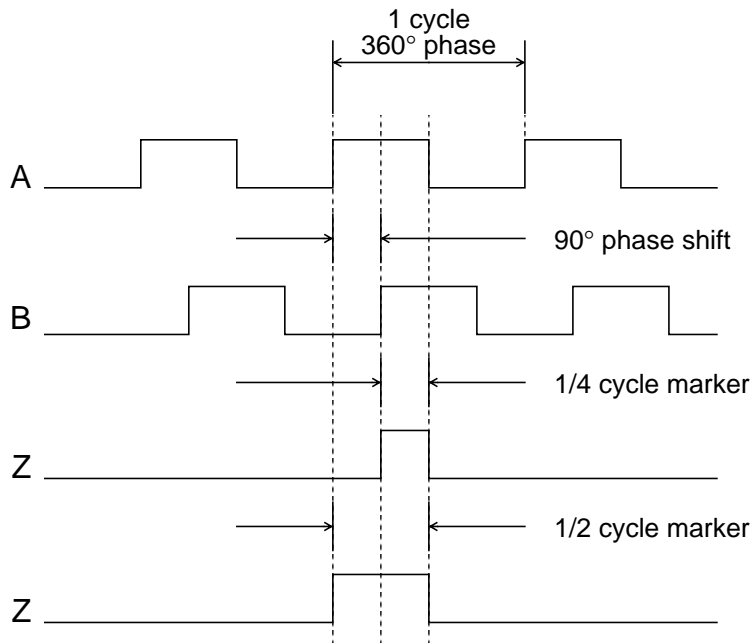 1 cycle
360° phase
A
90° phase shift
B
1/4 cycle marker
Z
1/2 cycle marker
Z